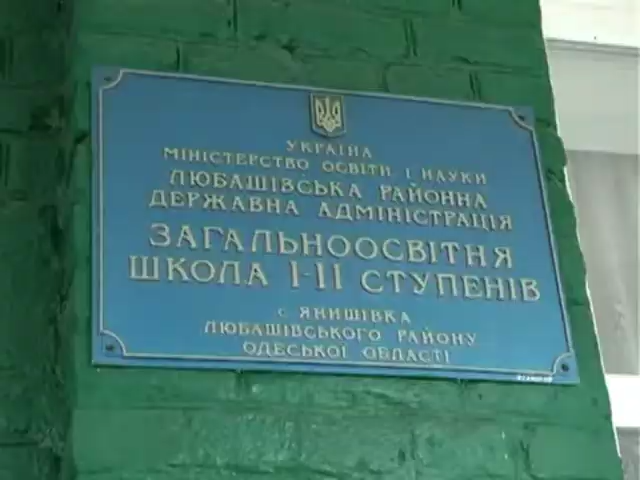 УКРАЇНА
МІНІСТЕРСТВО ОСВІТИ І НАУКИ
ЛЮБАШІВСЬКА РАЙОННА
ДЕРЖАВНА АДМІНІСТРАЦІЯ
ЗАГАЛЬНООСВІТНЯ
ШКОЛА І-ІІ СТУПЕНІВ
с. ЯНИШІВКА
ЛЮБАШІВСЬКОГО РАЙОНУ
ОДЕСЬКОЇ ОБЛАСТІ